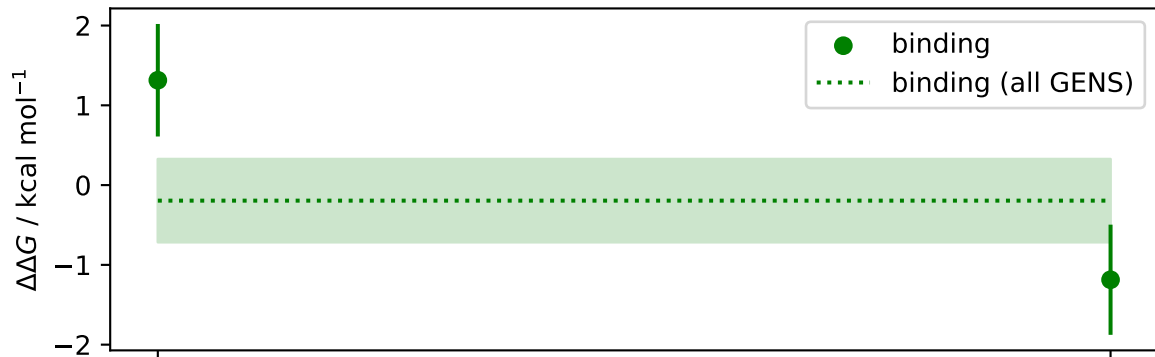 2
1
0
−1
−2
ΔΔG / kcal mol⁻¹
binding
binding (all GENS)